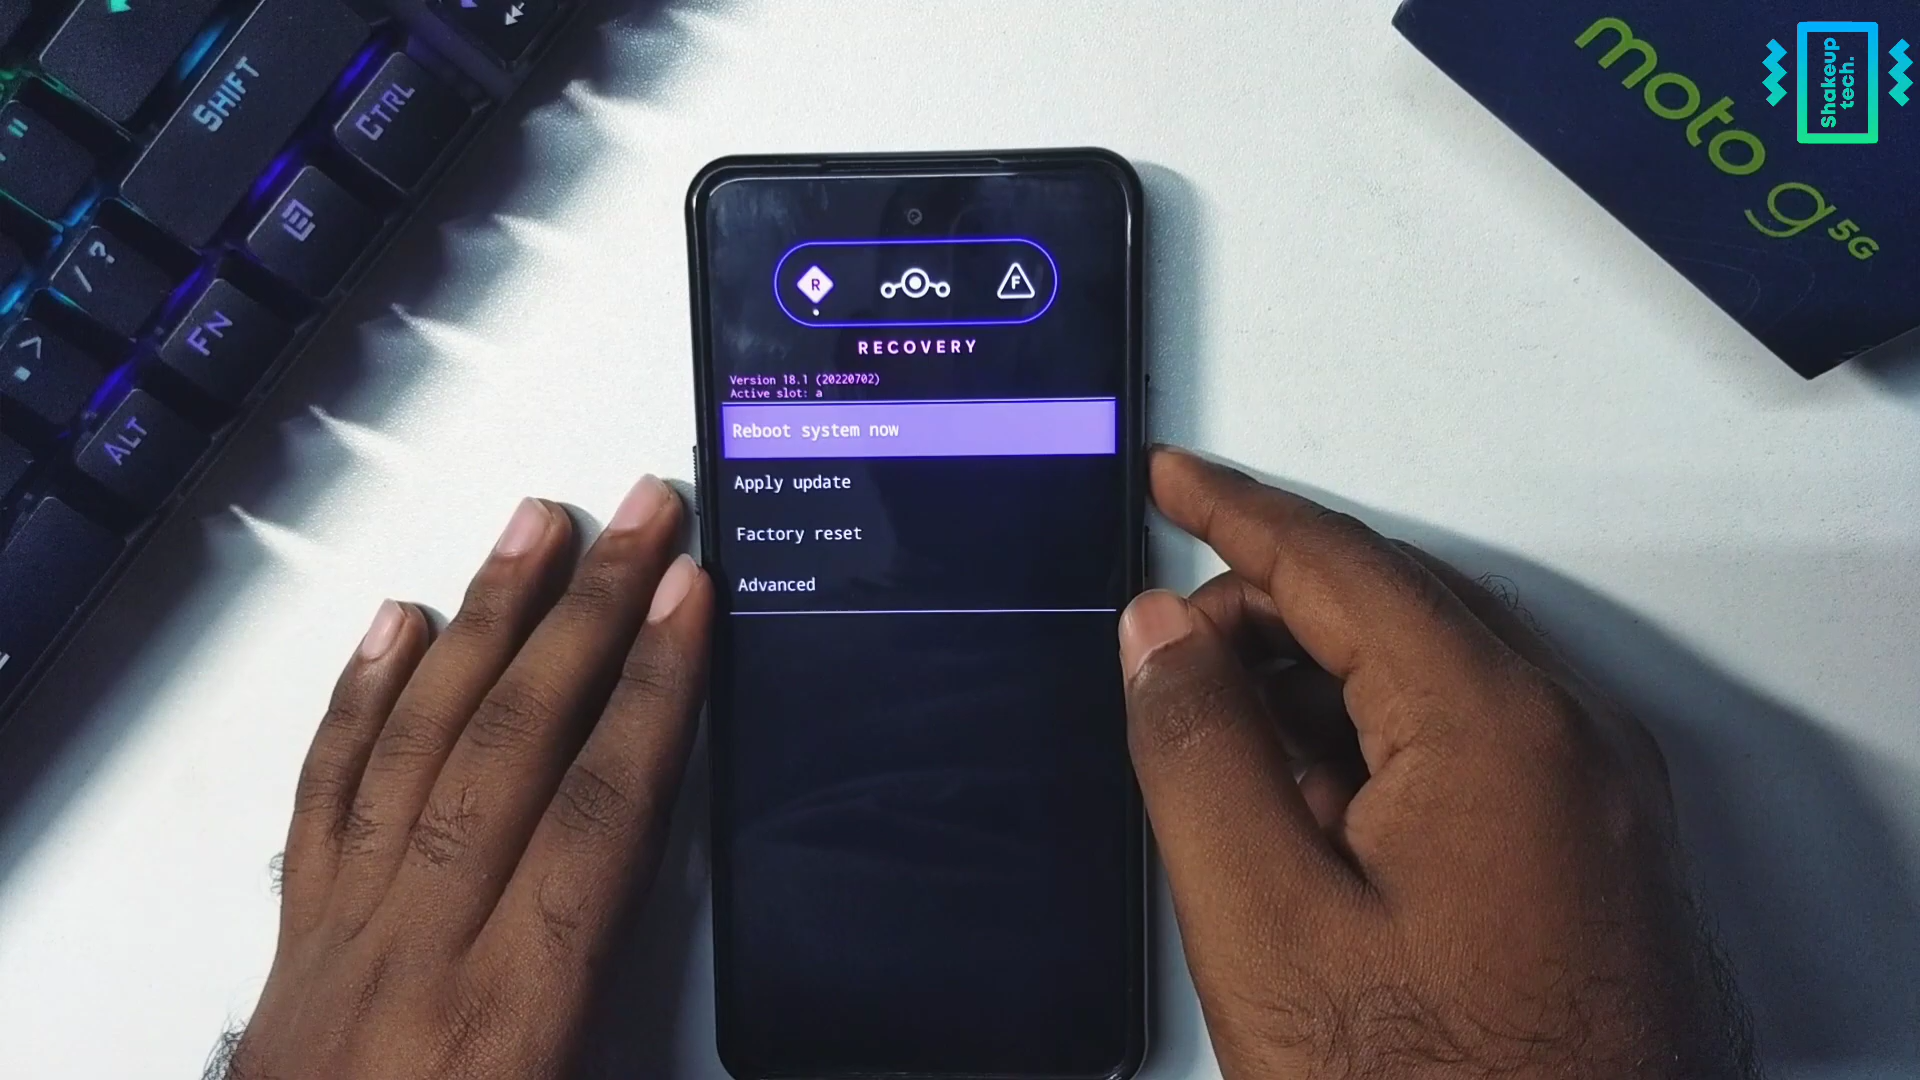 SHIFT
CTRL
"
/ ?
FN
. >
ALT
moto g 5G
Shakeup
tech.
R
F
RECOVERY
Version 18.1 (20220702)
Active slot: a
Reboot system now
Apply update
Factory reset
Advanced